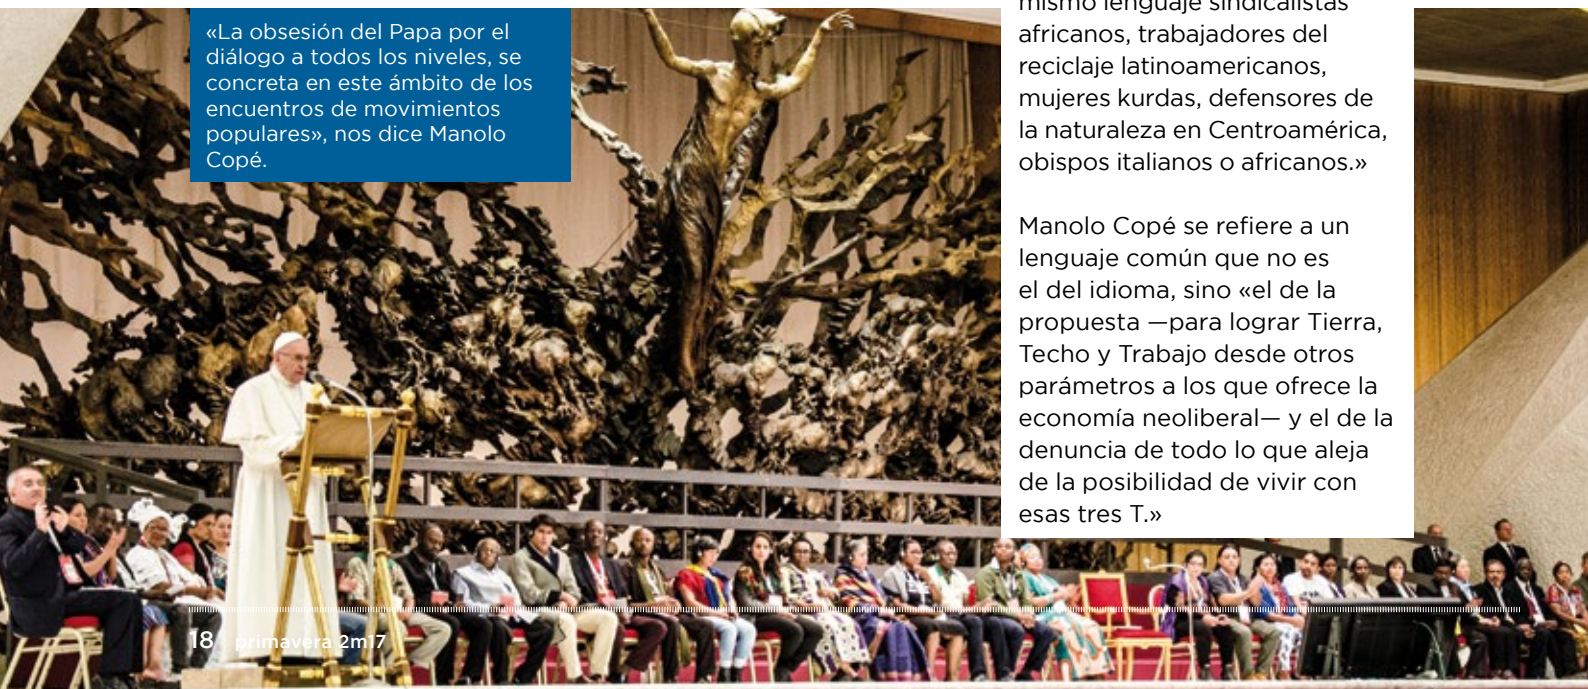 «La obsesión del Papa por el
diálogo a todos los niveles, se
concreta en este ámbito de los
encuentros de movimientos
populares», nos dice Manolo
Copé.
mismo lenguaje sindicalistas
africanos, trabajadores del
reciclaje latinoamericanos,
mujeres kurdas, defensores de
la naturaleza en Centroamérica,
obispos italianos o africanos.»
Manolo Copé se refiere a un
lenguaje común que no es
el del idioma, sino «el de la
propuesta —para lograr Tierra,
Techo y Trabajo desde otros
parámetros a los que ofrece la
economía neoliberal— y el de la
denuncia de todo lo que aleja
de la posibilidad de vivir con
esas tres T.»
18 primavera 2m17